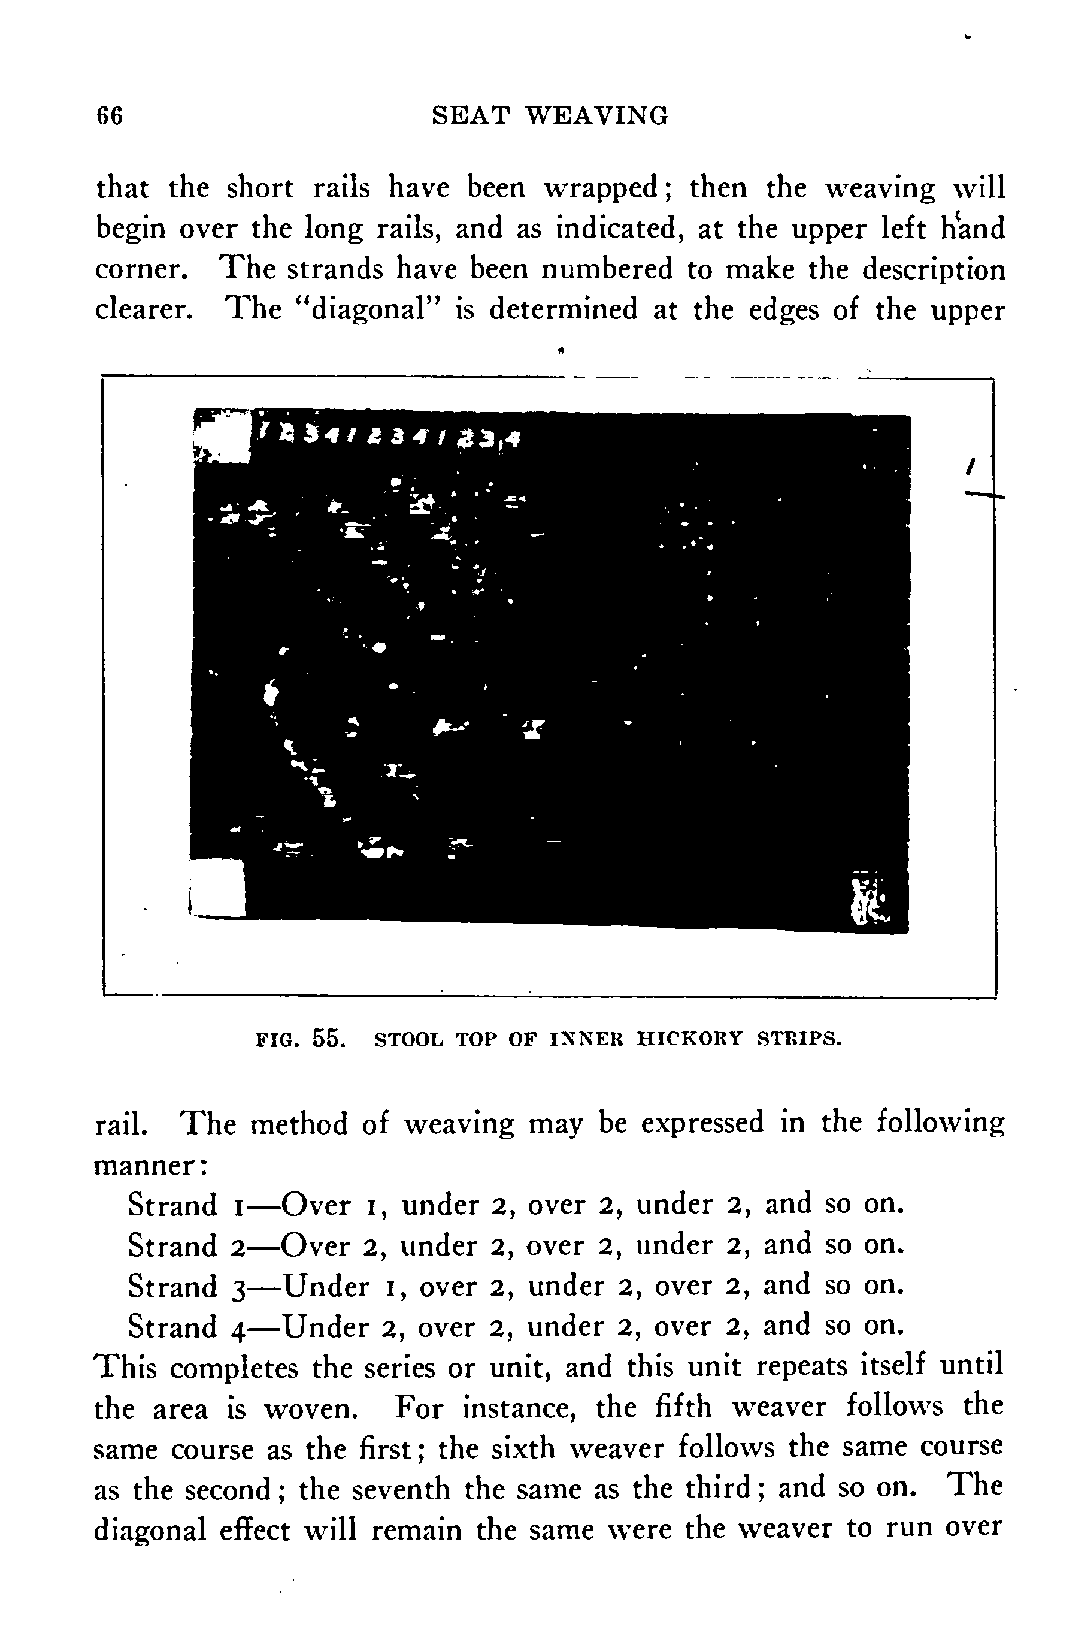 66 SEAT WEAVING
that the short rails have been wrapped; then the weaving will
begin over the long rails, and as indicated, at the upper left hand
corner. The strands have been numbered to make the description
clearer. The "diagonal" is determined at the edges of the upper
1 2 3 4 1 2 3 4 1 2 3 4
1
FIG. 55. STOOL TOP OF INNER HICKORY STRIPS.
rail. The method of weaving may be expressed in the following
manner:
Strand 1—Over 1, under 2, over 2, under 2, and so on.
Strand 2—Over 2, under 2, over 2, under 2, and so on.
Strand 3—Under 1, over 2, under 2, over 2, and so on.
Strand 4—Under 2, over 2, under 2, over 2, and so on.
This completes the series or unit, and this unit repeats itself until
the area is woven. For instance, the fifth weaver follows the
same course as the first; the sixth weaver follows the same course
as the second; the seventh the same as the third; and so on. The
diagonal effect will remain the same were the weaver to run over